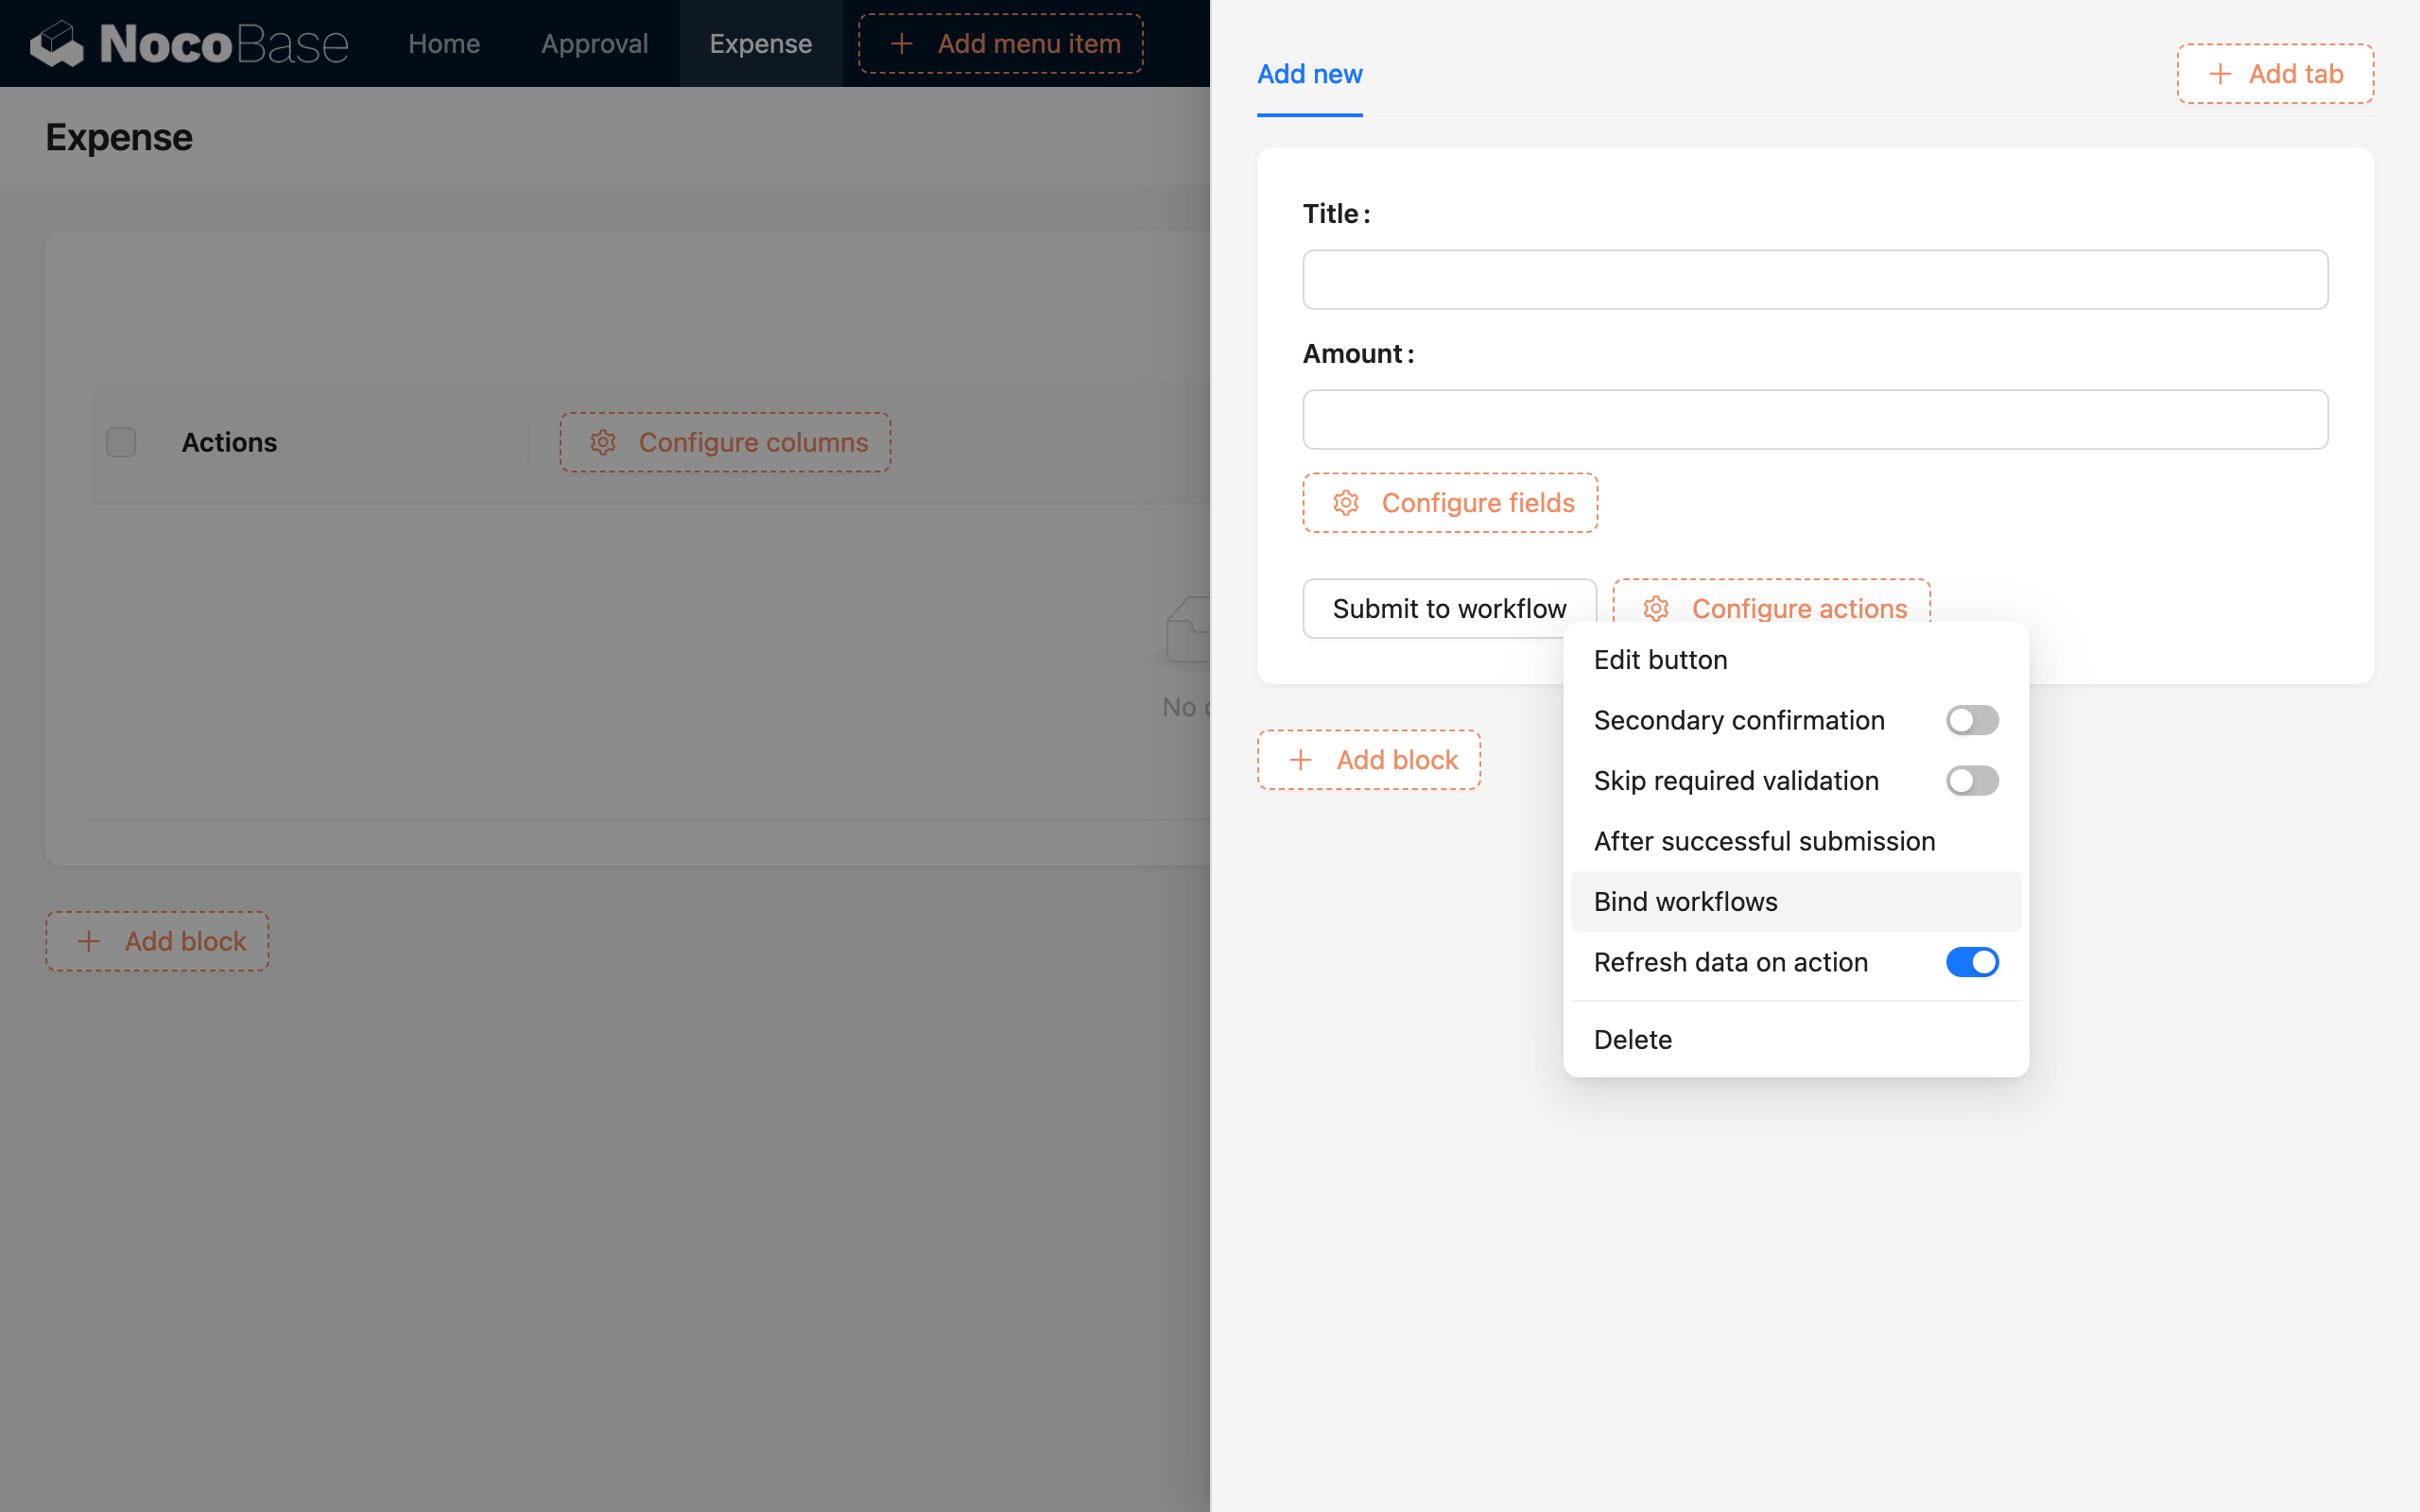 NocoBase
Home
Approval
Expense
Add menu item
Expense
Actions
Configure columns
No
Add block
Add new
Add tab
Title:
Amount:
Configure fields
Submit to workflow
Configure actions
Edit button
Secondary confirmation
Skip required validation
After successful submission
Bind workflows
Refresh data on action
Delete
Add block